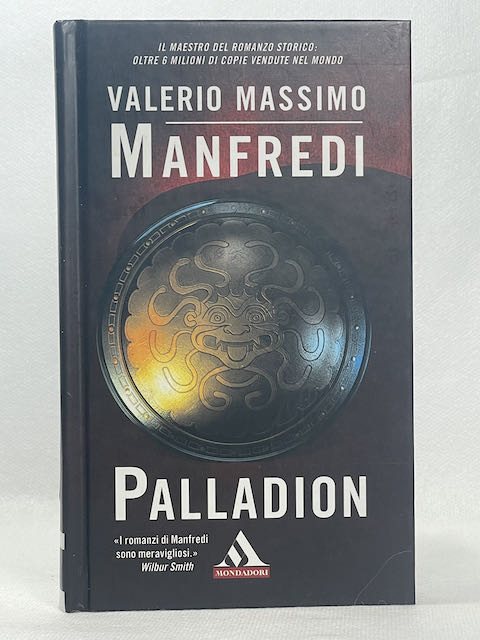 IL MAESTRO DEL ROMANZO STORICO:
OLTRE 6 MILIONI DI COPIE VENDUTE NEL MONDO
VALERIO MASSIMO
MANFREDI
PALLADION
«I romanzi di Manfredi
sono meravigliosi.»
Wilbur Smith
MONDADORI